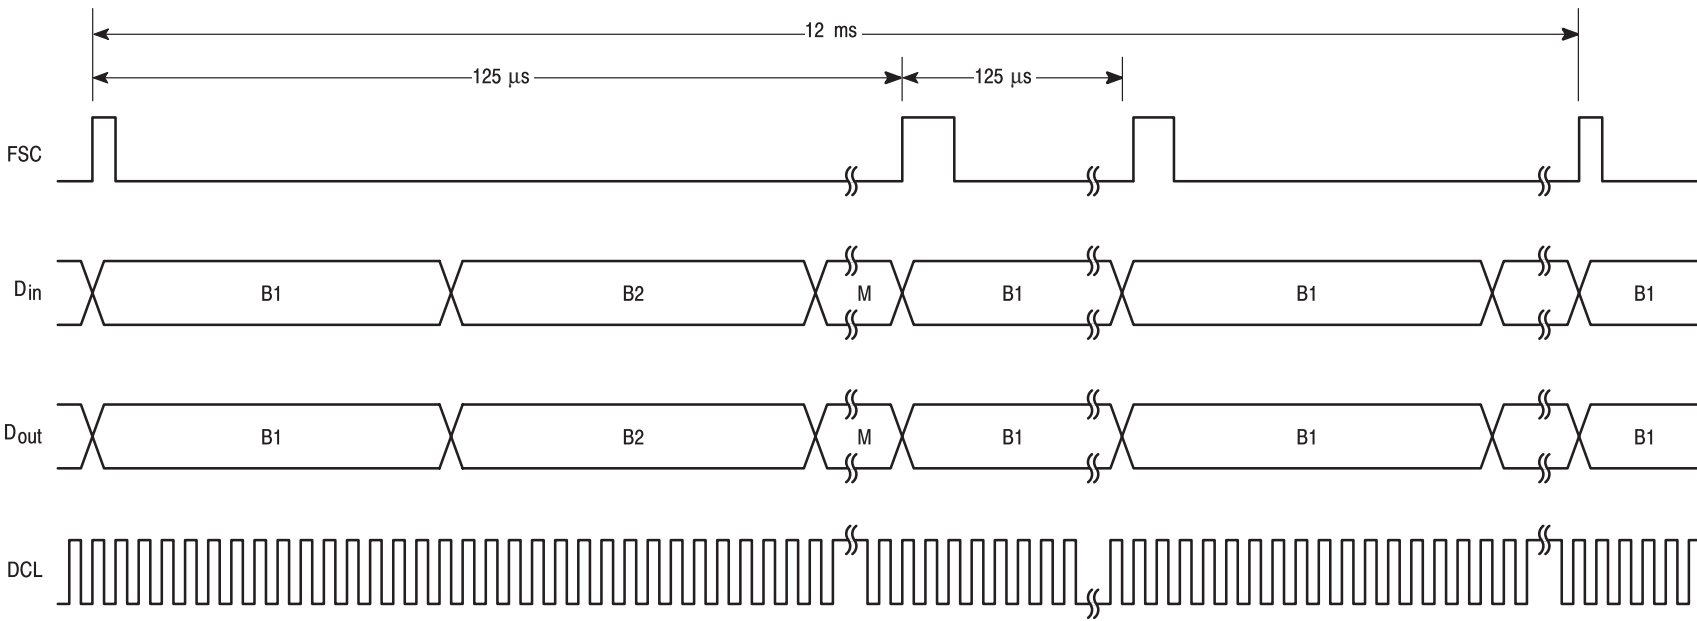 12 ms
125 μs 125 μs
FSC
Din B1 B2 M B1 B1 B1
Dout B1 B2 M B1 B1 B1
DCL